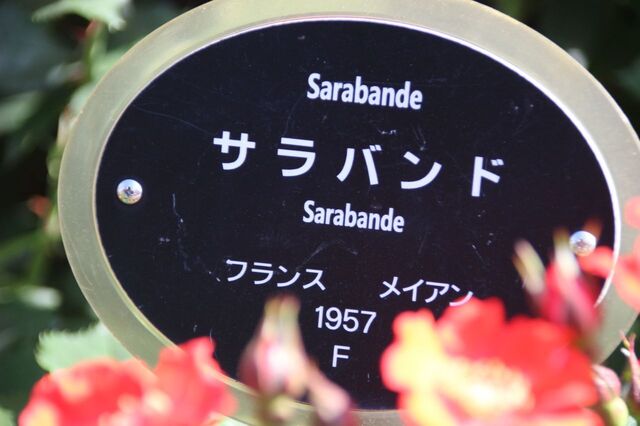 Sarabande
サラバンド
Sarabande
フランス メイアン
1957
F